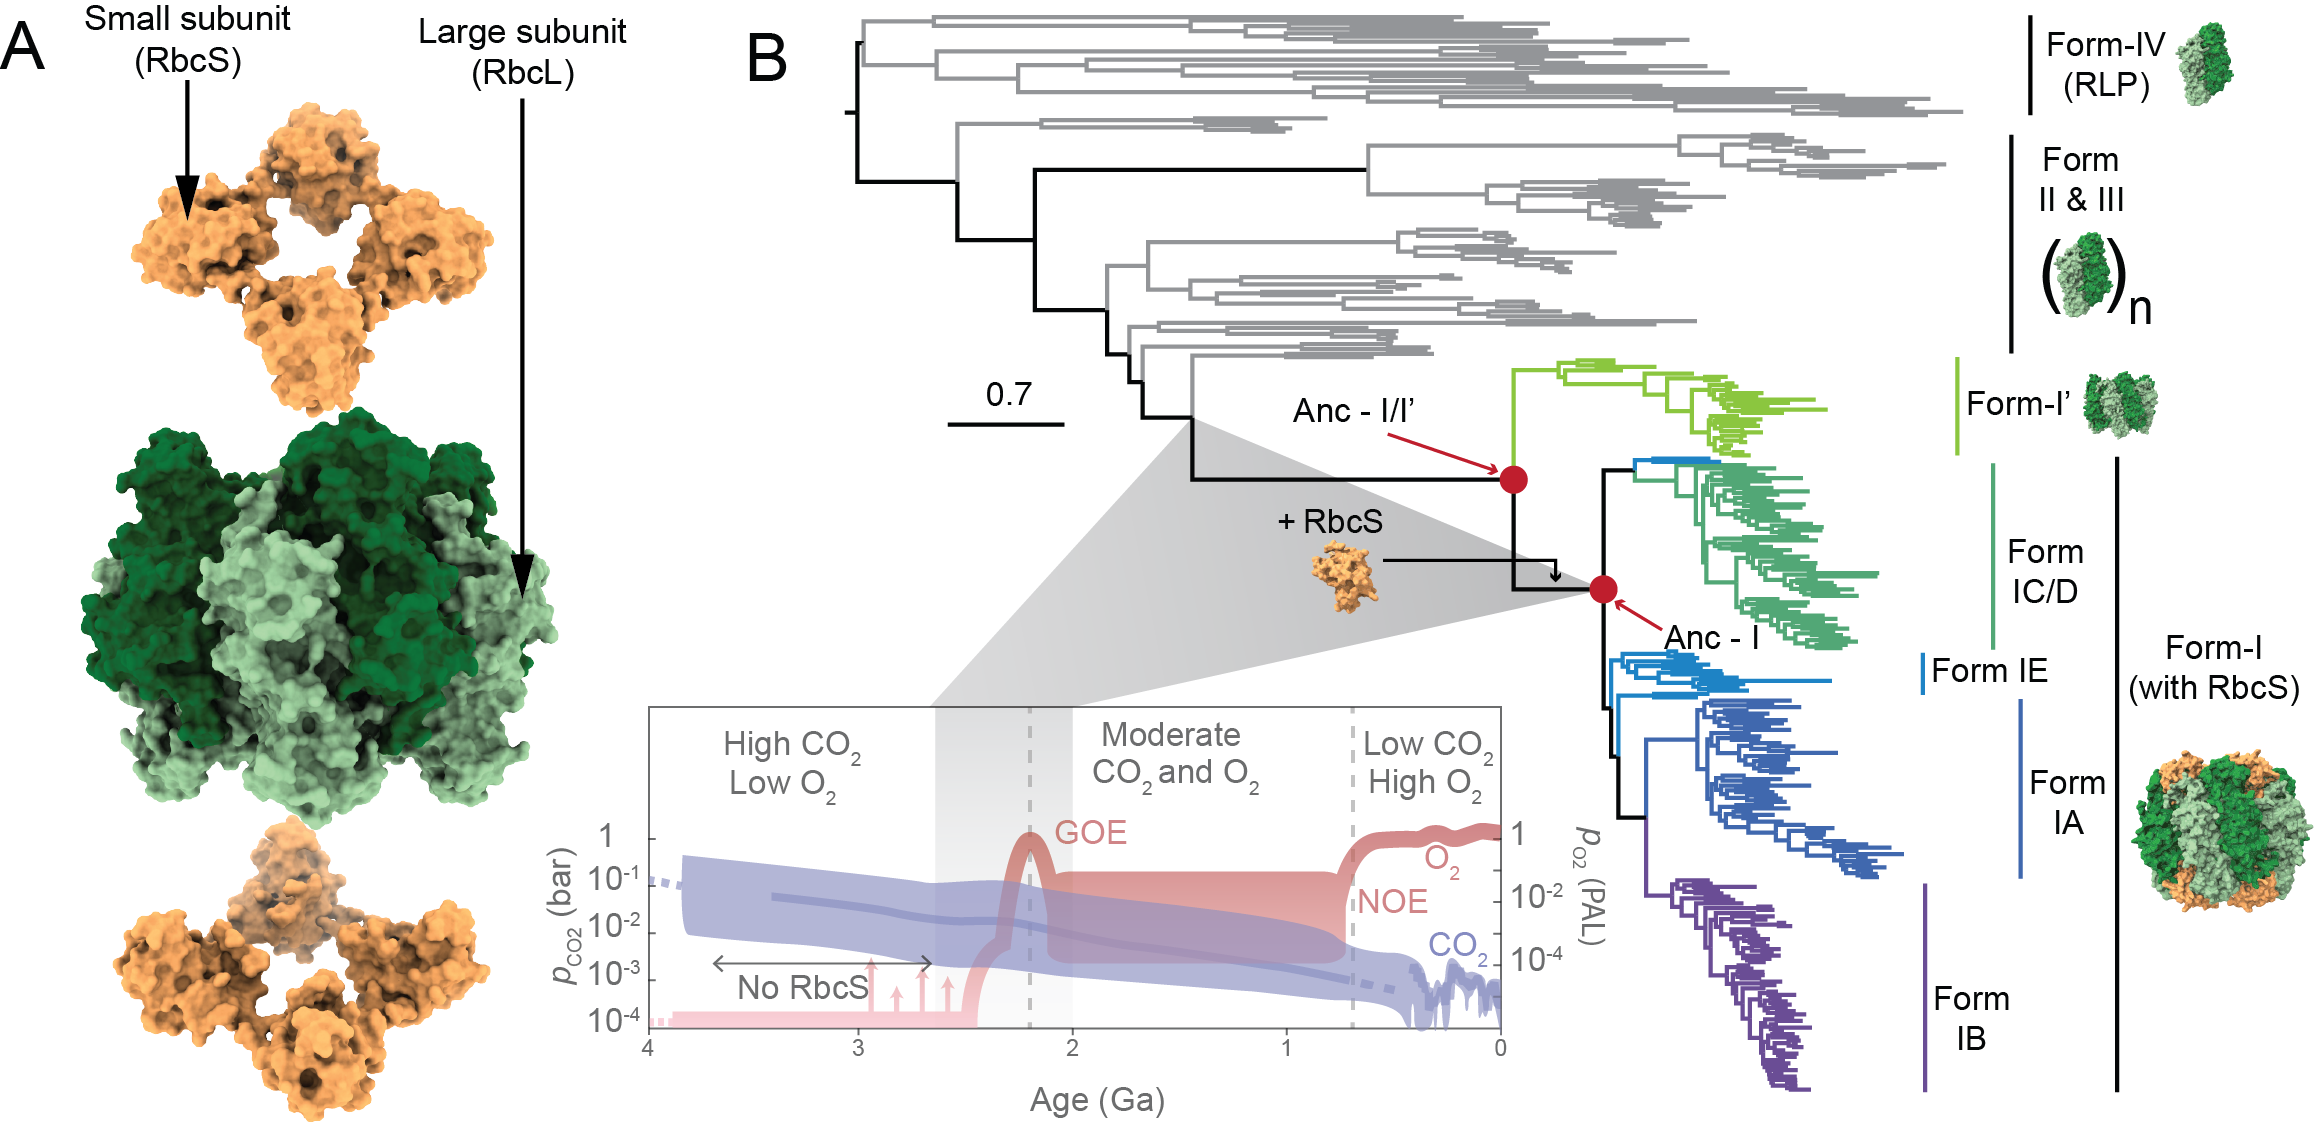 A
Small subunit
(RbcS)
Large subunit
(RbcL)
B
Form-IV
(RLP)
Form
II & III
( )n
0.7
Anc - I/I’
Form-I’
+ RbcS
Anc - I
Form
IC/D
Form IE
Form-I
(with RbcS)
Form
IA
Form
IB
High CO2
Low O2
Moderate
CO2 and O2
Low CO2
High O2
GOE
NOE
O2
CO2
No RbcS
pCO2 (bar)
1
10-1
10-2
10-3
10-4
pO2 (PAL)
1
10-2
10-4
4
3
2
1
0
Age (Ga)